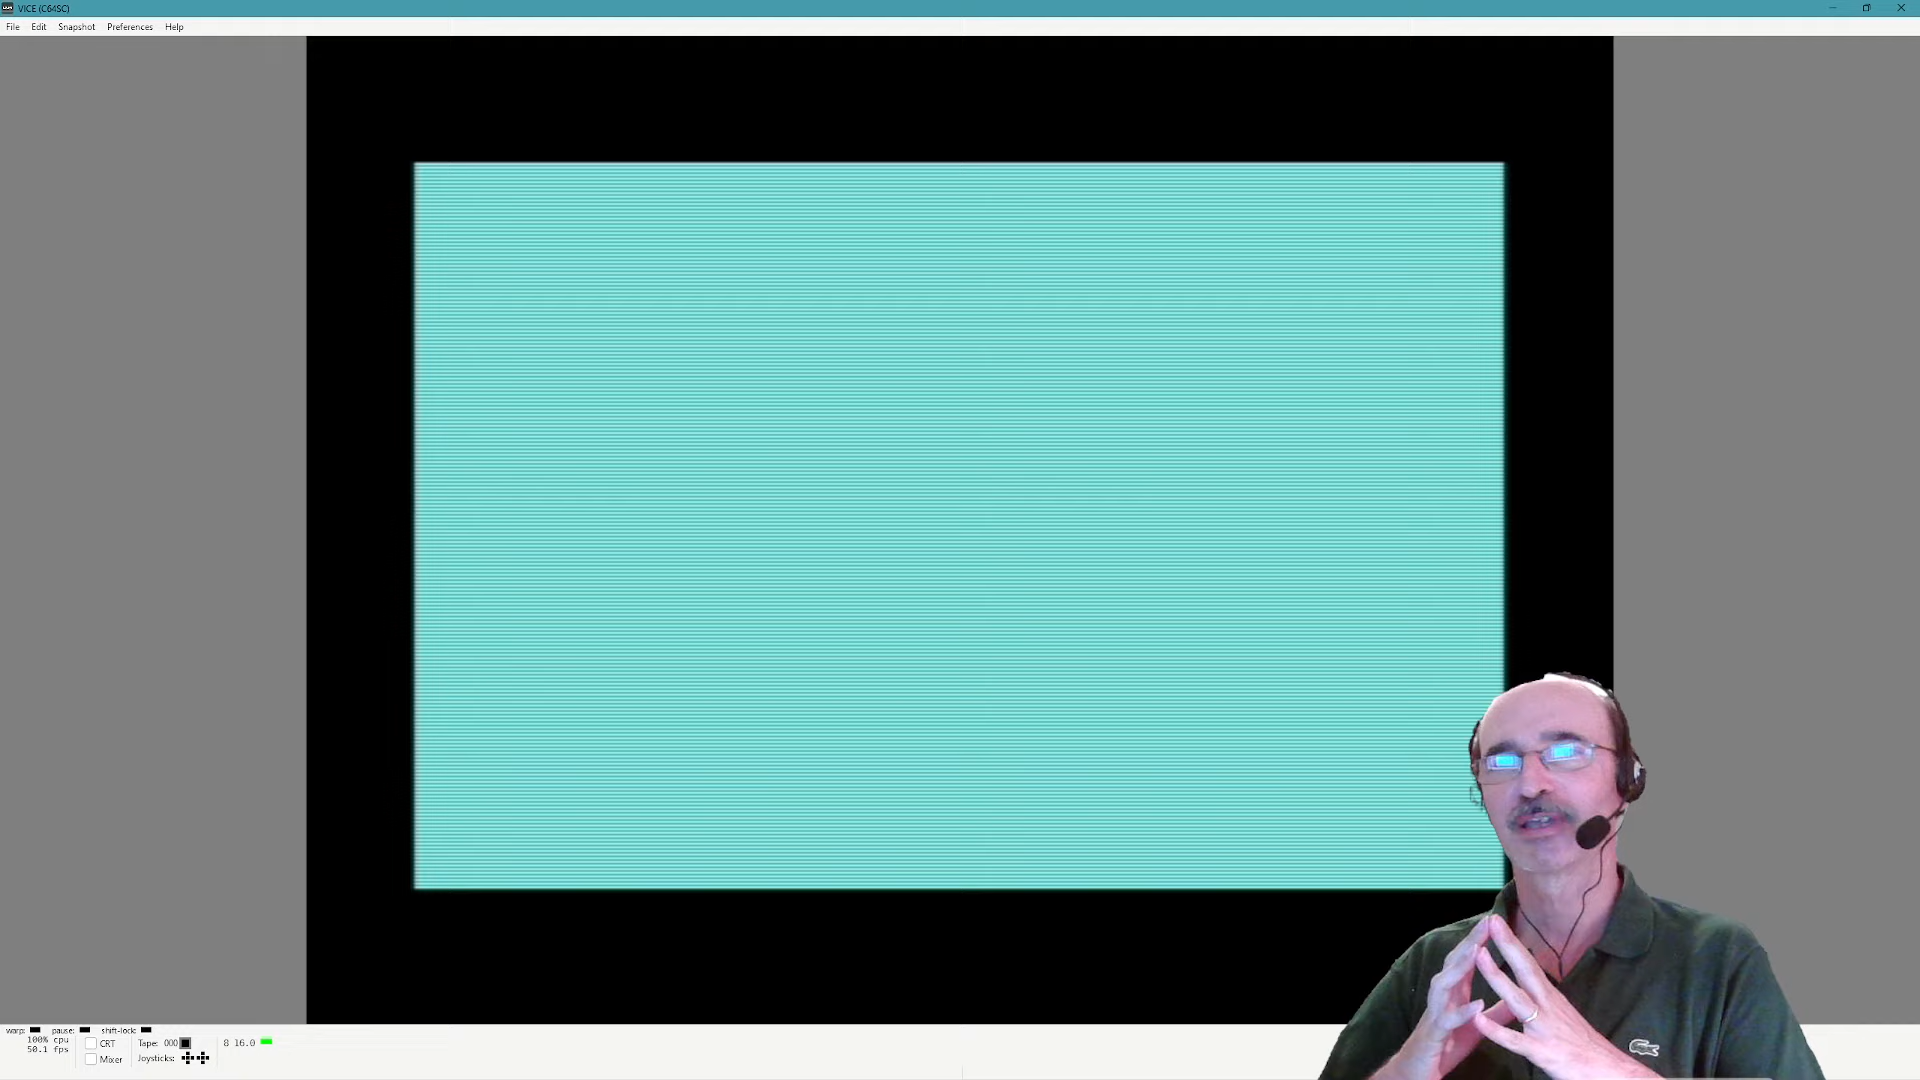 VICE (C64SC)
File Edit Snapshot Preferences Help
warp: pause: shift-lock:
100% cpu
50.1 fps
CRT
Mixer
Tape: 000
Joysticks:
8 16.0